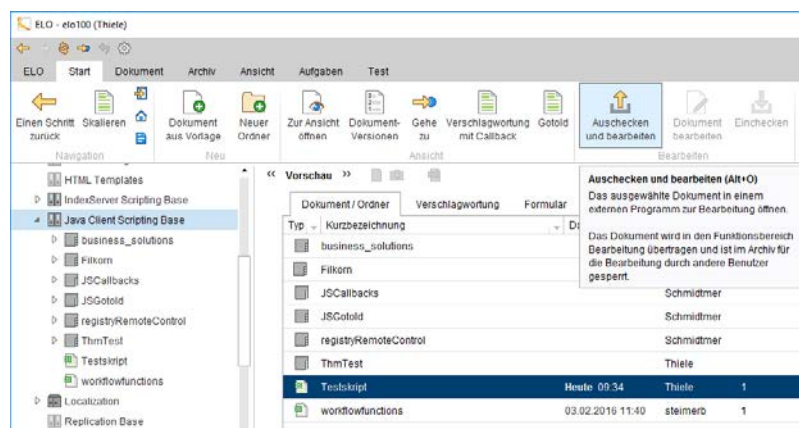 ELO - elo100 (Thiele)
ELO Start Dokument Archiv Ansicht Aufgaben Test
Einen Schritt zurück
Skalieren
Dokument aus Vorlage
Neuer Ordner
Zur Ansicht öffnen
Dokument-Versionen
Gehe zu
Verschlagwortung mit Callback
GotoId
Auschecken und bearbeiten
Dokument bearbeiten
Einchecken
Navigation Neu Ansicht Bearbeiten
HTML Templates
IndexServer Scripting Base
Java Client Scripting Base
business_solutions
Filkorn
JSCallbacks
JSGotoId
registryRemoteControl
ThmTest
Testskript
workflowfunctions
Localization
Replication Base
« Vorschau »
Dokument / Ordner Verschlagwortung Formular
Typ Kurzbezeichnung Da
business_solutions
Filkorn
JSCallbacks Schmidtmer
JSGotoId Schmidtmer
registryRemoteControl Schmidtmer
ThmTest Thiele
Testskript Heute 09:34 Thiele 1
workflowfunctions 03.02.2016 11:40 steimerb 1
Auschecken und bearbeiten (Alt+O)
Das ausgewählte Dokument in einem
externen Programm zur Bearbeitung öffnen.
Das Dokument wird in den Funktionsbereich
Bearbeitung übertragen und ist im Archiv für
die Bearbeitung durch andere Benutzer
gesperrt.